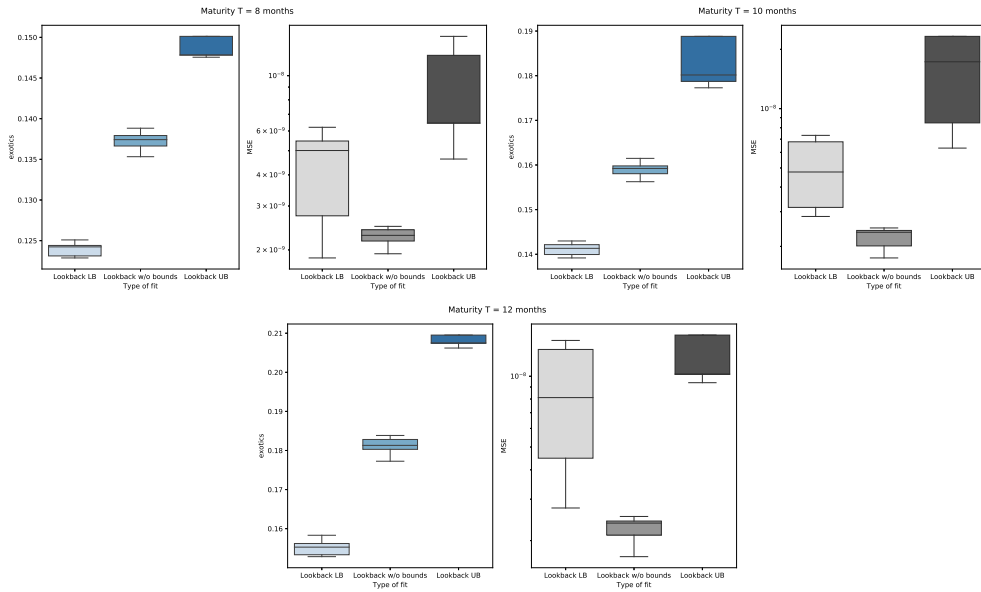 Maturity T = 8 months
exotics
0.150
0.145
0.140
0.135
0.130
0.125
Lookback LB Lookback w/o bounds Lookback UB
Type of fit
MSE
10⁻⁸
6 × 10⁻⁹
4 × 10⁻⁹
3 × 10⁻⁹
2 × 10⁻⁹
Lookback LB Lookback w/o bounds Lookback UB
Type of fit
Maturity T = 10 months
exotics
0.19
0.18
0.17
0.16
0.15
0.14
Lookback LB Lookback w/o bounds Lookback UB
Type of fit
MSE
10⁻⁸
Lookback LB Lookback w/o bounds Lookback UB
Type of fit
Maturity T = 12 months
exotics
0.21
0.20
0.19
0.18
0.17
0.16
Lookback LB Lookback w/o bounds Lookback UB
Type of fit
MSE
10⁻⁸
Lookback LB Lookback w/o bounds Lookback UB
Type of fit